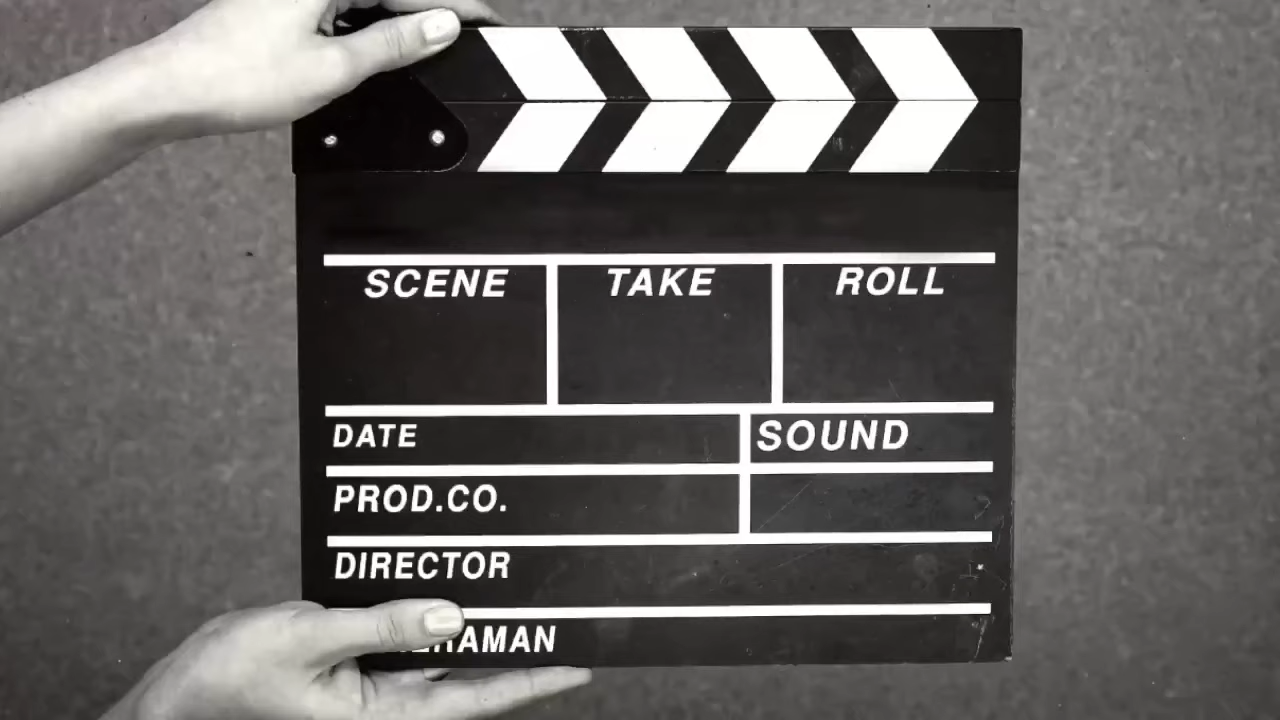 SCENE TAKE ROLL
DATE SOUND
PROD.CO.
DIRECTOR